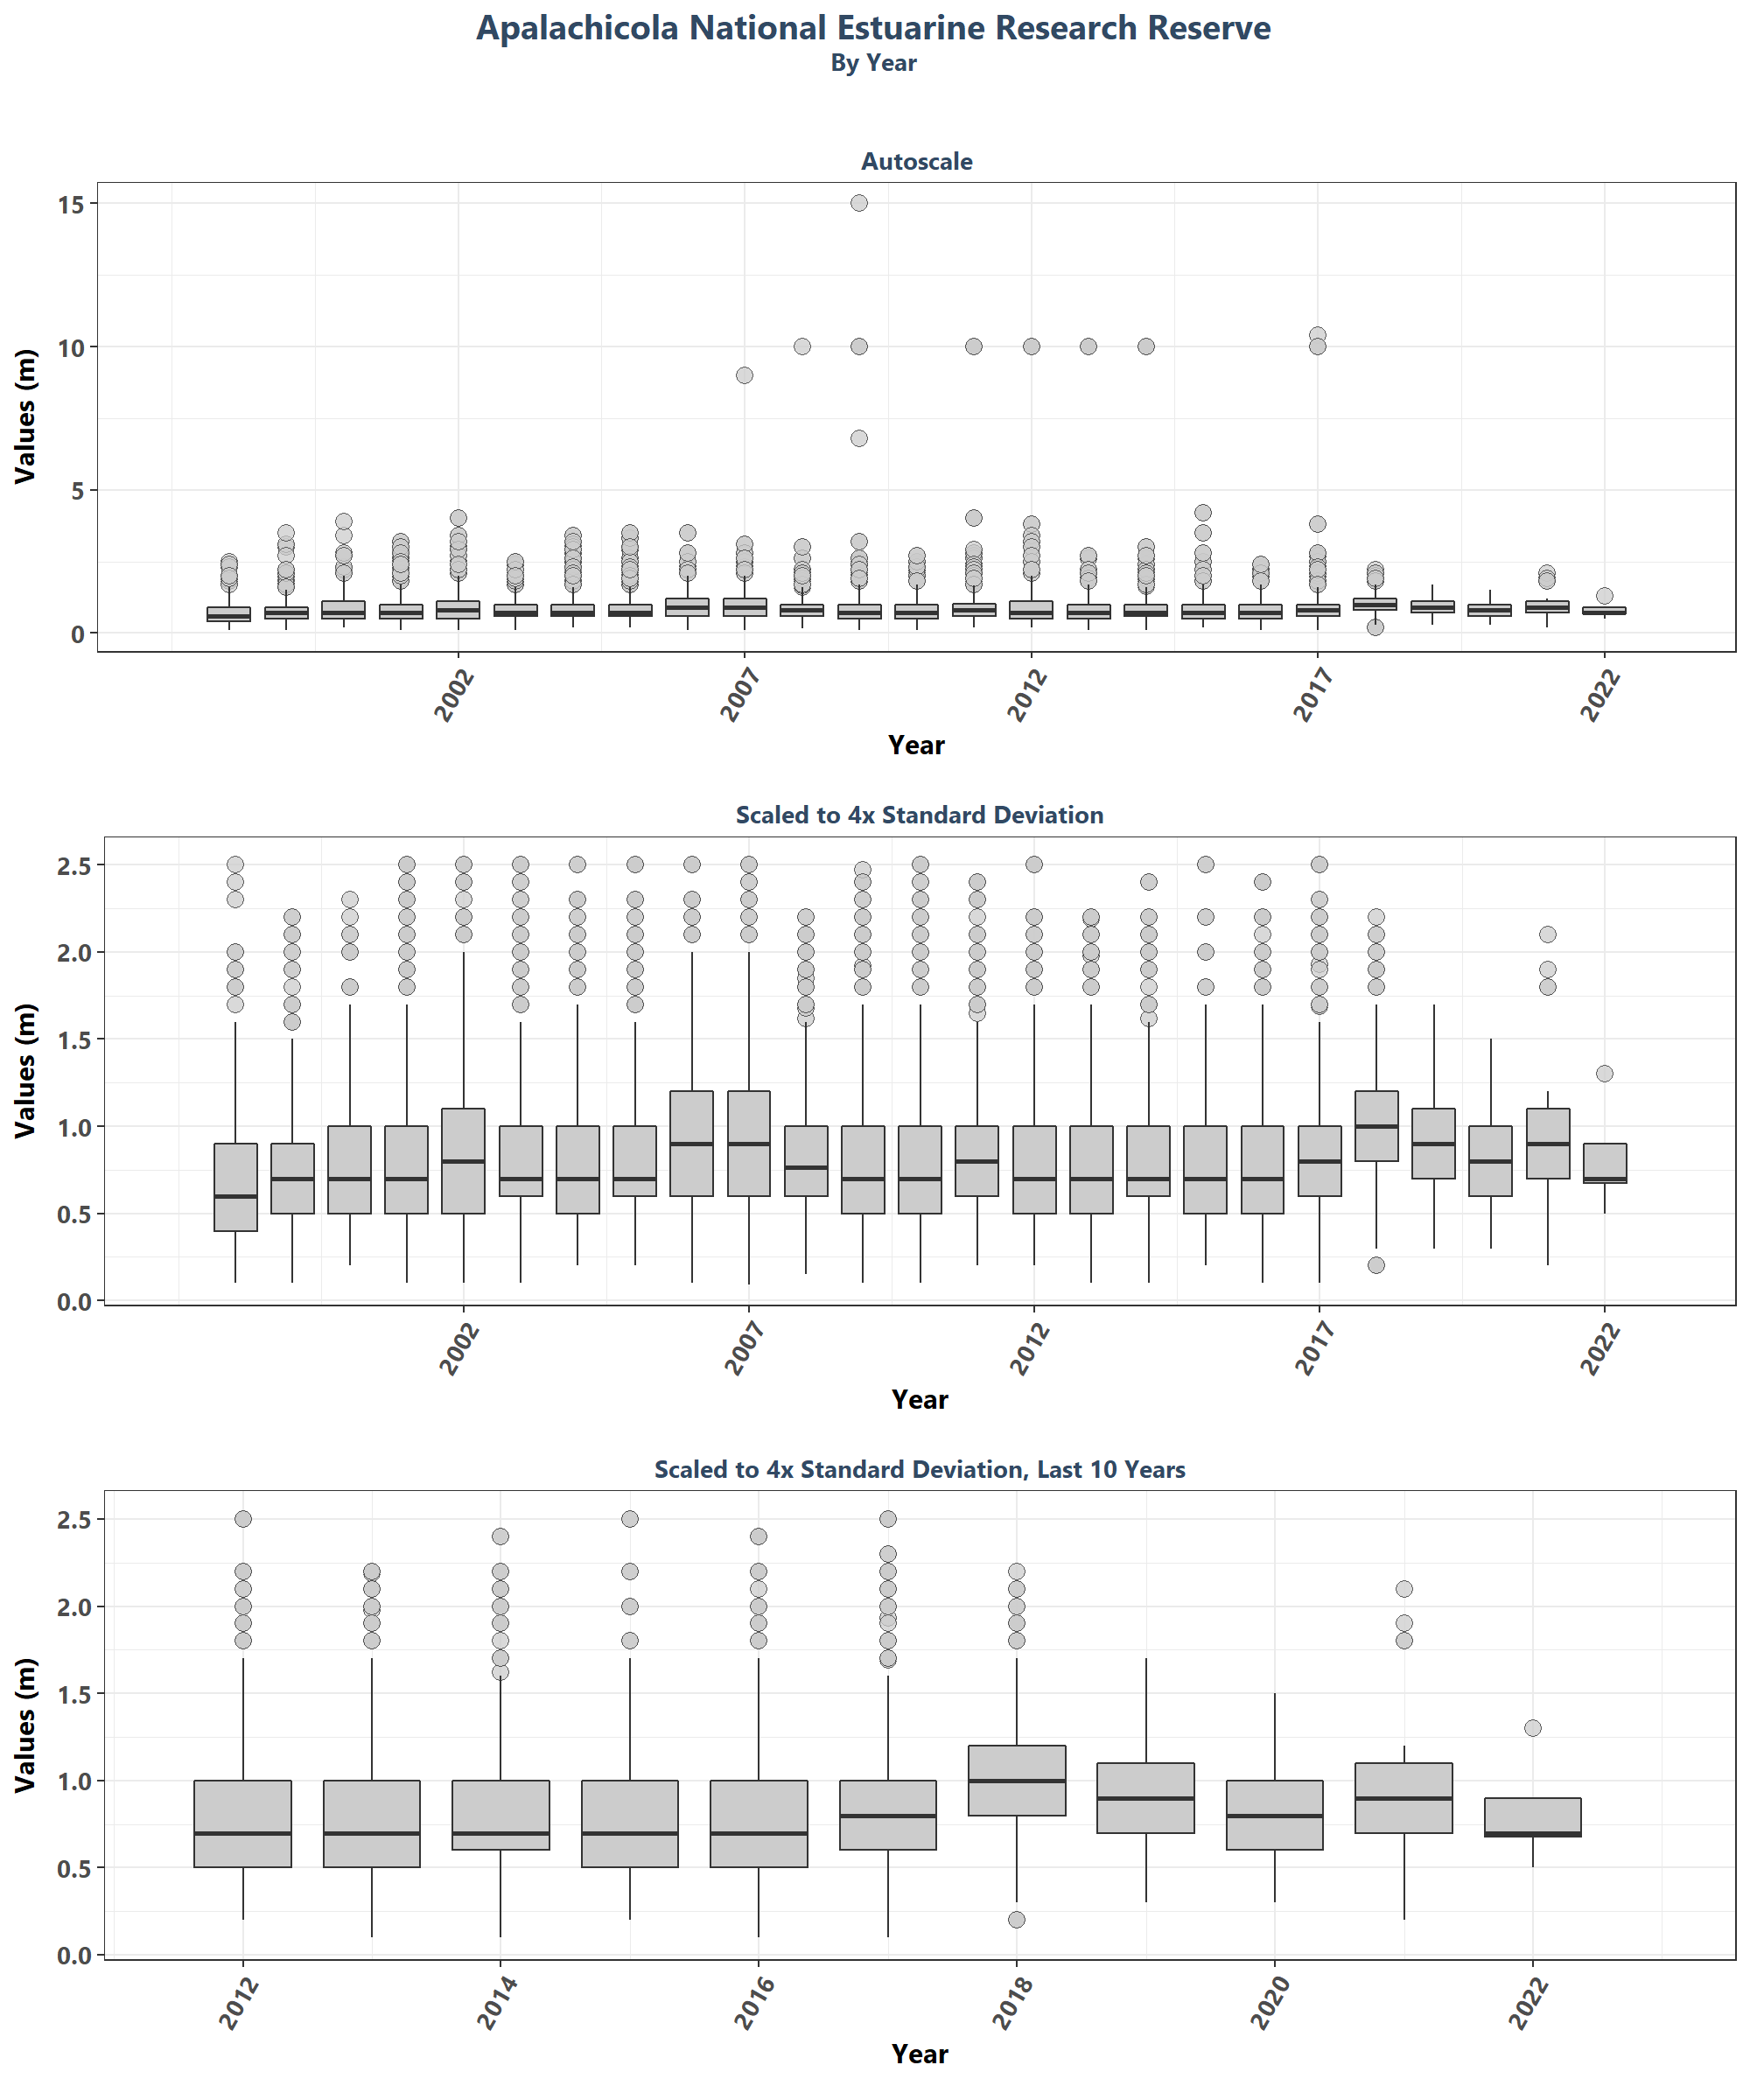 Apalachicola National Estuarine Research Reserve
By Year
Autoscale
Values (m)
15
10
5
0
2002 2007 2012 2017 2022
Year
Scaled to 4x Standard Deviation
Values (m)
2.5
2.0
1.5
1.0
0.5
0.0
2002 2007 2012 2017 2022
Year
Scaled to 4x Standard Deviation, Last 10 Years
Values (m)
2.5
2.0
1.5
1.0
0.5
0.0
2012 2014 2016 2018 2020 2022
Year